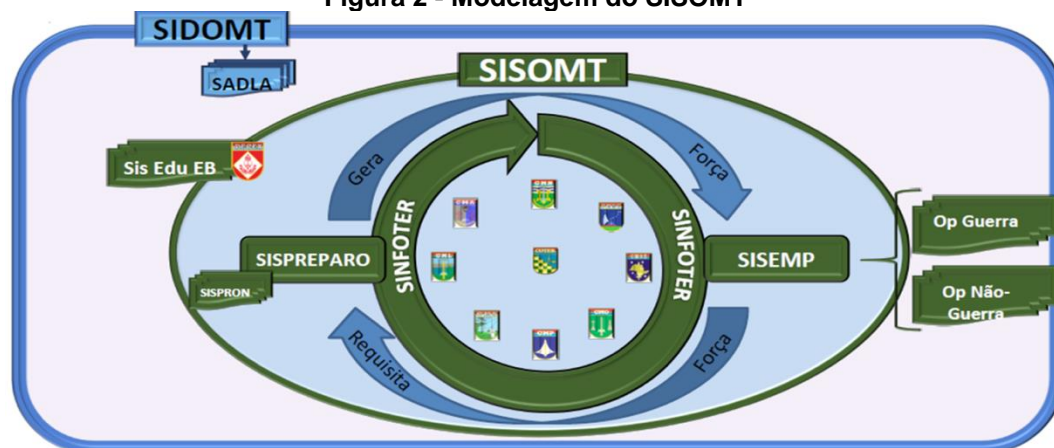 Figura 2 - Modelagem do SISOMT
SIDOMT
SADLA
SISOMT
Sis Edu EB
Gera
Força
SINFOTER
SINFOTER
SISPREPARO
SISPRON
SISEMP
Op Guerra
Op Não-
Guerra
Requisita
Força